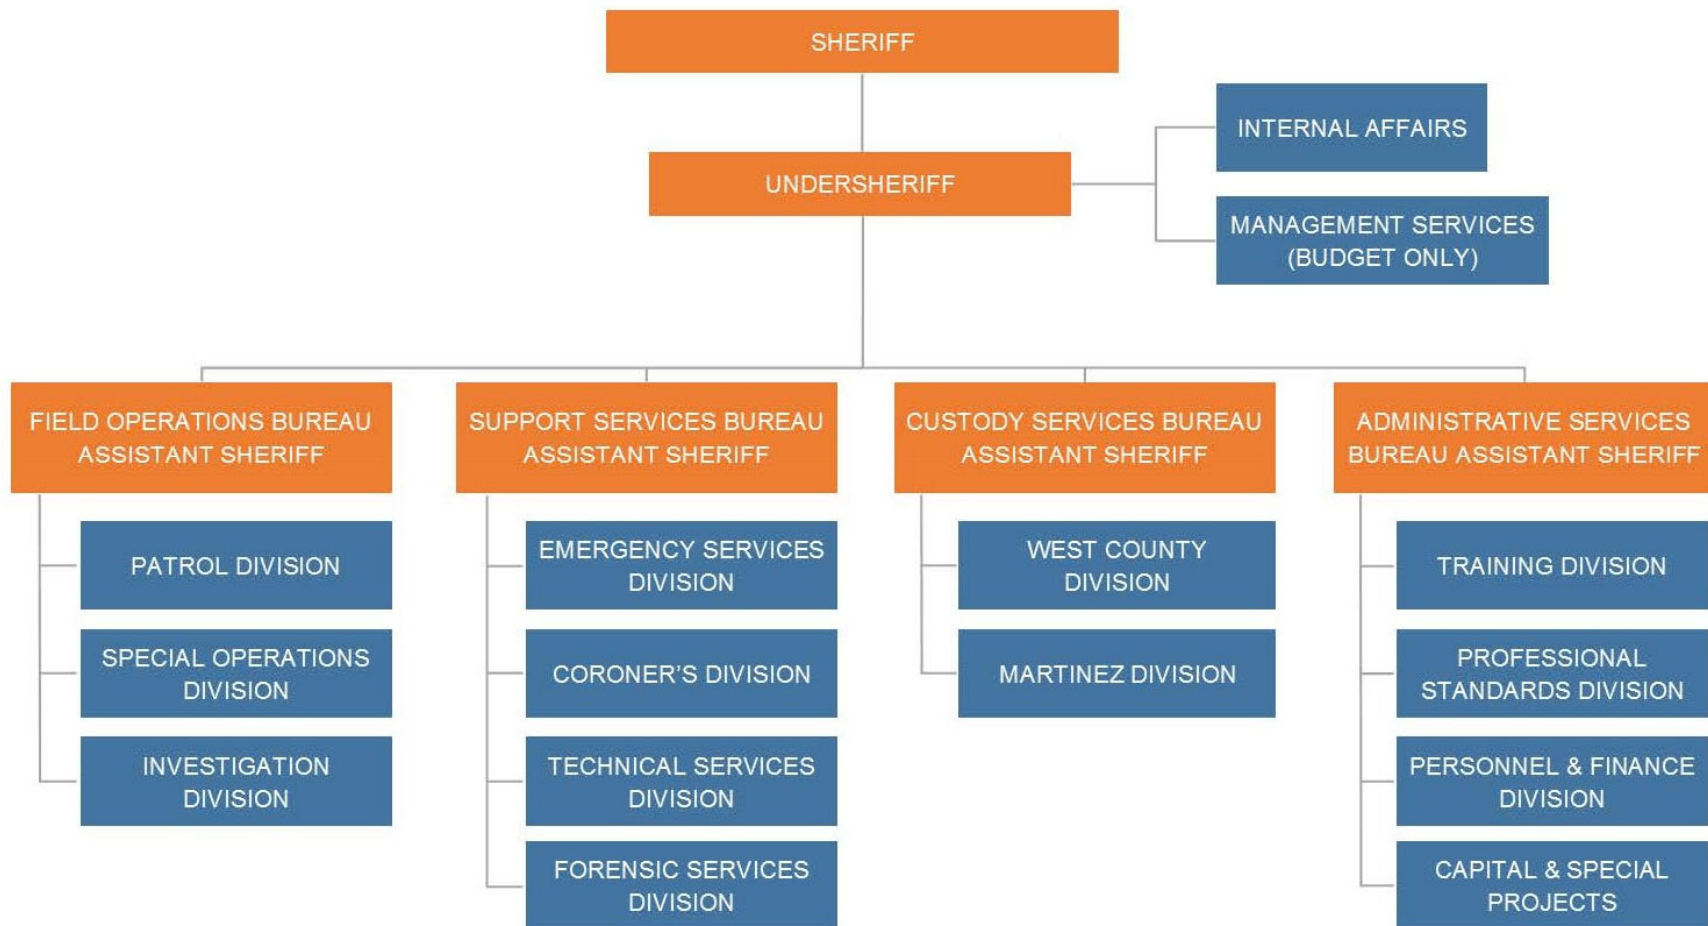 SHERIFF
INTERNAL AFFAIRS
UNDERSHERIFF
MANAGEMENT SERVICES
(BUDGET ONLY)
FIELD OPERATIONS BUREAU
ASSISTANT SHERIFF
SUPPORT SERVICES BUREAU
ASSISTANT SHERIFF
CUSTODY SERVICES BUREAU
ASSISTANT SHERIFF
ADMINISTRATIVE SERVICES
BUREAU ASSISTANT SHERIFF
PATROL DIVISION
SPECIAL OPERATIONS
DIVISION
INVESTIGATION
DIVISION
EMERGENCY SERVICES
DIVISION
CORONER’S DIVISION
TECHNICAL SERVICES
DIVISION
FORENSIC SERVICES
DIVISION
WEST COUNTY
DIVISION
MARTINEZ DIVISION
TRAINING DIVISION
PROFESSIONAL
STANDARDS DIVISION
PERSONNEL & FINANCE
DIVISION
CAPITAL & SPECIAL
PROJECTS